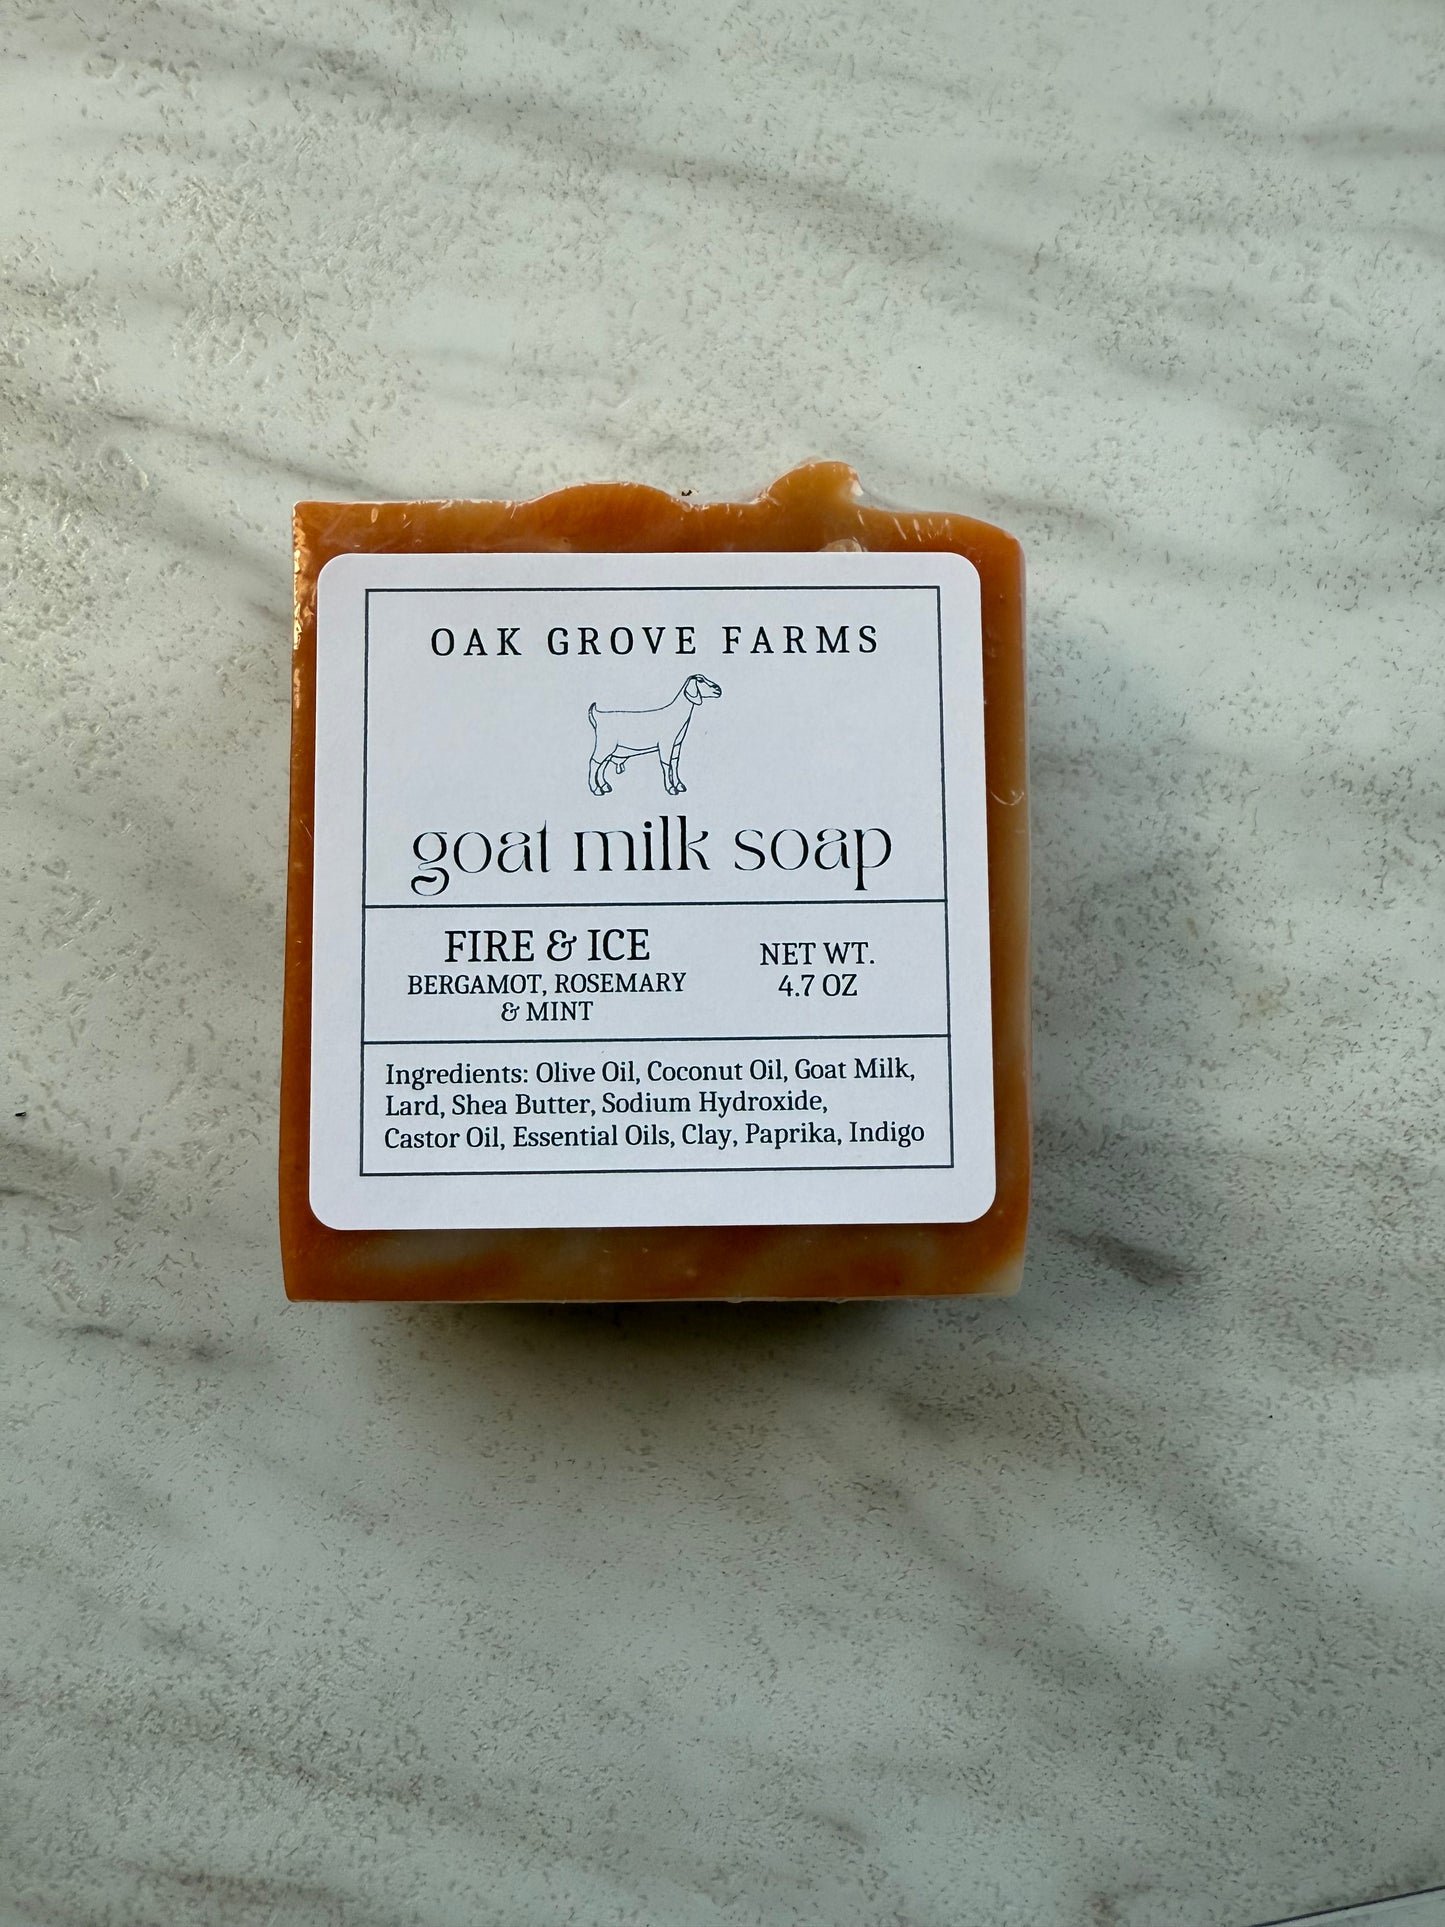 OAK GROVE FARMS
goat milk soap
FIRE & ICE
BERGAMOT, ROSEMARY
& MINT
NET WT.
4.7 OZ
Ingredients: Olive Oil, Coconut Oil, Goat Milk,
Lard, Shea Butter, Sodium Hydroxide,
Castor Oil, Essential Oils, Clay, Paprika, Indigo